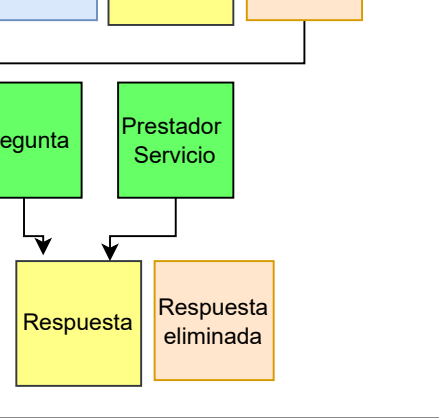 egunta
Prestador
Servicio
Respuesta
Respuesta
eliminada